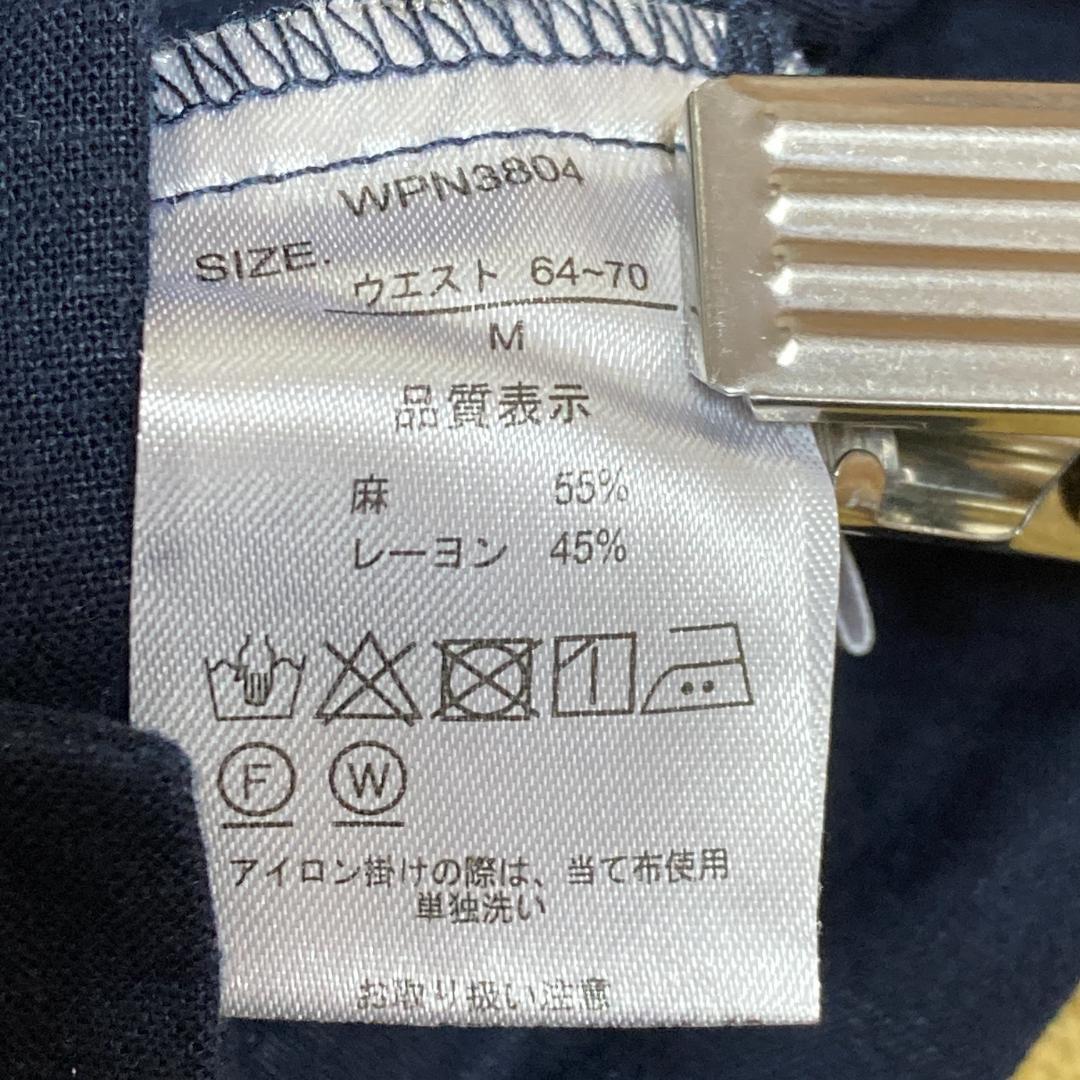 WPN3804
SIZE.
ウエスト 64~70
M
品質表示
麻 55%
レーヨン 45%
F W
アイロン掛けの際は、当て布使用
単独洗い
お取り扱い注意